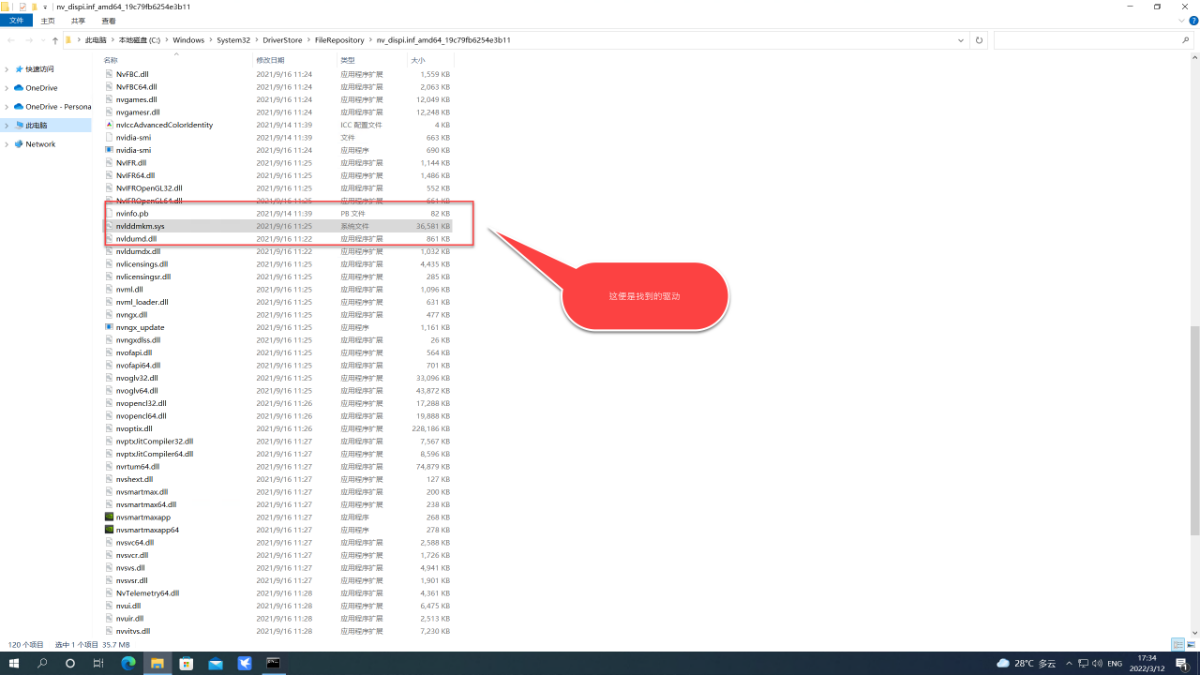 nv_dispi.inf_amd64_19c79fb6254e3b11
文件 主页 共享 查看
此电脑 > 本地磁盘 (C:) > Windows > System32 > DriverStore > FileRepository > nv_dispi.inf_amd64_19c79fb6254e3b11
快速访问
OneDrive
OneDrive - Persona
此电脑
Network
名称 修改日期 类型 大小
NvFBC.dll 2021/9/16 11:24 应用程序扩展 1,559 KB
NvFBC64.dll 2021/9/16 11:24 应用程序扩展 2,063 KB
nvgames.dll 2021/9/16 11:24 应用程序扩展 12,049 KB
nvgamesr.dll 2021/9/16 11:24 应用程序扩展 12,248 KB
nvIccAdvancedColorIdentity 2021/9/14 11:39 ICC 配置文件 4 KB
nvidia-smi 2021/9/14 11:39 文件 663 KB
nvidia-smi 2021/9/16 11:24 应用程序 690 KB
NvIFR.dll 2021/9/16 11:25 应用程序扩展 1,144 KB
NvIFR64.dll 2021/9/16 11:25 应用程序扩展 1,486 KB
NvIFROpenGL32.dll 2021/9/16 11:25 应用程序扩展 552 KB
NvIFROpenGL64.dll 2021/9/16 11:25 应用程序扩展 661 KB
nvinfo.pb 2021/9/14 11:39 PB 文件 82 KB
nvlddmkm.sys 2021/9/16 11:25 系统文件 36,581 KB
nvldumd.dll 2021/9/16 11:22 应用程序扩展 861 KB
nvldumdx.dll 2021/9/16 11:22 应用程序扩展 1,032 KB
nvlicensings.dll 2021/9/16 11:25 应用程序扩展 4,435 KB
nvlicensingsr.dll 2021/9/16 11:25 应用程序扩展 285 KB
nvml.dll 2021/9/16 11:25 应用程序扩展 1,096 KB
nvml_loader.dll 2021/9/16 11:25 应用程序扩展 631 KB
nvngx.dll 2021/9/16 11:25 应用程序扩展 477 KB
nvngx_update 2021/9/16 11:25 应用程序 1,161 KB
nvngxdlss.dll 2021/9/16 11:25 应用程序扩展 26 KB
nvofapi.dll 2021/9/16 11:25 应用程序扩展 564 KB
nvofapi64.dll 2021/9/16 11:25 应用程序扩展 701 KB
nvoglv32.dll 2021/9/16 11:25 应用程序扩展 33,096 KB
nvoglv64.dll 2021/9/16 11:25 应用程序扩展 43,872 KB
nvopencl32.dll 2021/9/16 11:26 应用程序扩展 17,288 KB
nvopencl64.dll 2021/9/16 11:26 应用程序扩展 19,888 KB
nvoptix.dll 2021/9/16 11:26 应用程序扩展 228,186 KB
nvptxJitCompiler32.dll 2021/9/16 11:27 应用程序扩展 7,567 KB
nvptxJitCompiler64.dll 2021/9/16 11:27 应用程序扩展 8,596 KB
nvrtum64.dll 2021/9/16 11:27 应用程序扩展 74,879 KB
nvshext.dll 2021/9/16 11:27 应用程序扩展 127 KB
nvsmartmax.dll 2021/9/16 11:27 应用程序扩展 200 KB
nvsmartmax64.dll 2021/9/16 11:27 应用程序扩展 238 KB
nvsmartmaxapp 2021/9/16 11:27 应用程序 268 KB
nvsmartmaxapp64 2021/9/16 11:27 应用程序 278 KB
nvsvc64.dll 2021/9/16 11:27 应用程序扩展 2,588 KB
nvsvcr.dll 2021/9/16 11:27 应用程序扩展 1,726 KB
nvsvs.dll 2021/9/16 11:27 应用程序扩展 4,941 KB
nvsvsr.dll 2021/9/16 11:27 应用程序扩展 1,901 KB
NvTelemetry64.dll 2021/9/16 11:28 应用程序扩展 4,361 KB
nvui.dll 2021/9/16 11:28 应用程序扩展 6,475 KB
nvuir.dll 2021/9/16 11:28 应用程序扩展 2,513 KB
nvvitvs.dll 2021/9/16 11:28 应用程序扩展 7,230 KB
这便是找到的驱动
120 个项目 选中 1 个项目 35.7 MB
28°C 多云 ENG 17:34
2022/3/12
1